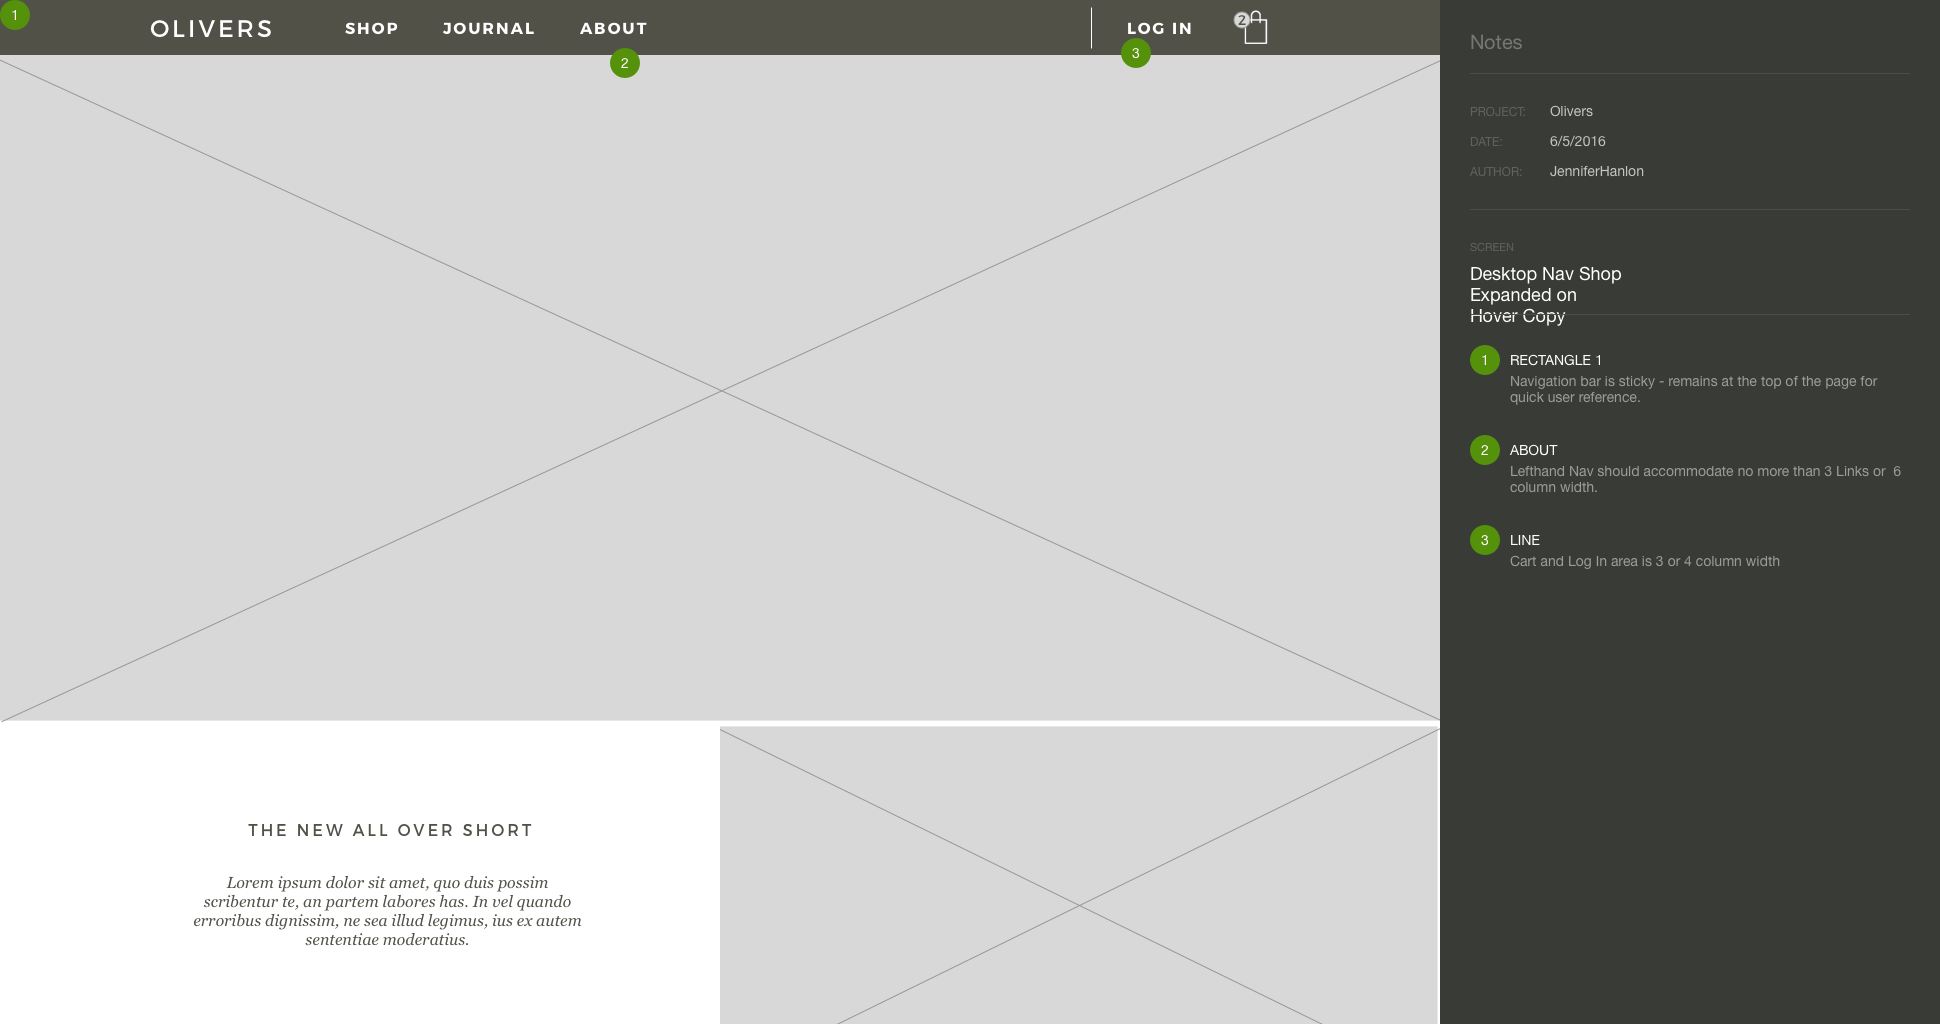 1
OLIVERS
SHOP
JOURNAL
ABOUT
LOG IN
2
2
3
THE NEW ALL OVER SHORT
Lorem ipsum dolor sit amet, quo duis possim
scribentur te, an partem labores has. In vel quando
erroribus dignissim, ne sea illud legimus, ius ex autem
sententiae moderatius.
Notes
PROJECT: Olivers
DATE: 6/5/2016
AUTHOR: JenniferHanlon
SCREEN
Desktop Nav Shop
Expanded on
Hover Copy
1 RECTANGLE 1
Navigation bar is sticky - remains at the top of the page for
quick user reference.
2 ABOUT
Lefthand Nav should accommodate no more than 3 Links or  6
column width.
3 LINE
Cart and Log In area is 3 or 4 column width